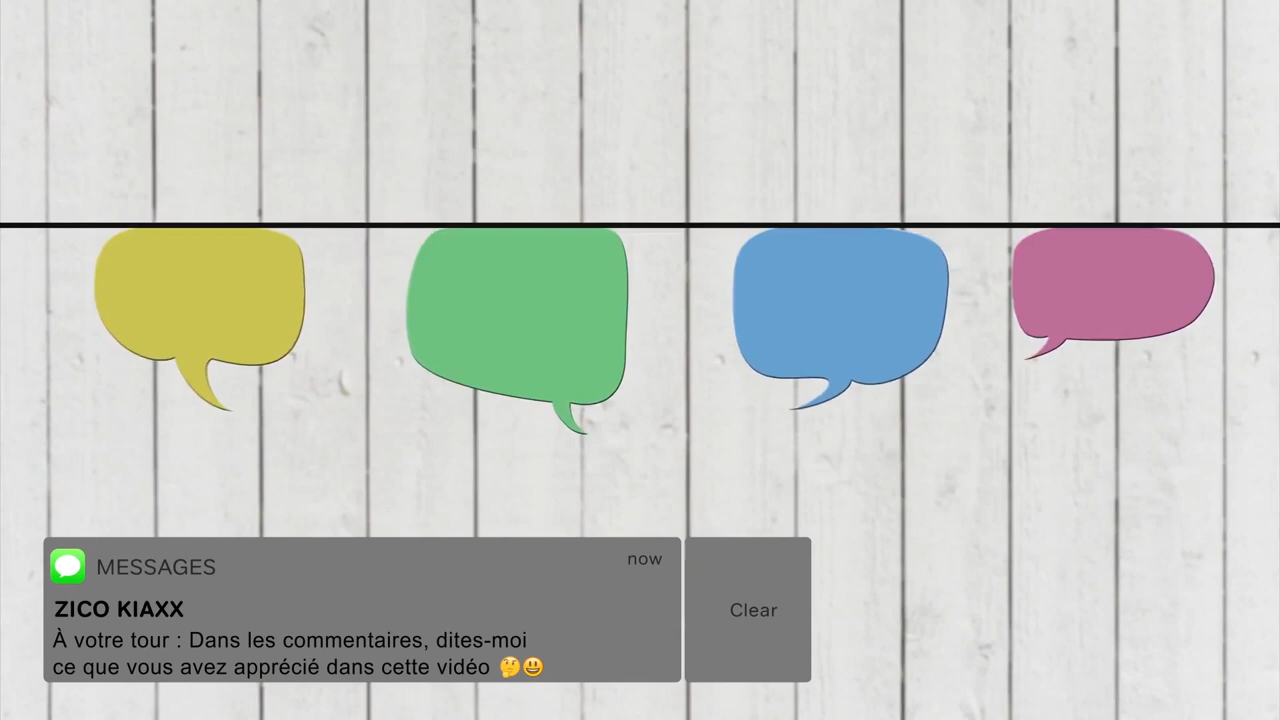 MESSAGES
now
ZICO KIAXX
Clear
À votre tour : Dans les commentaires, dites-moi
ce que vous avez apprécié dans cette vidéo 🤔😃